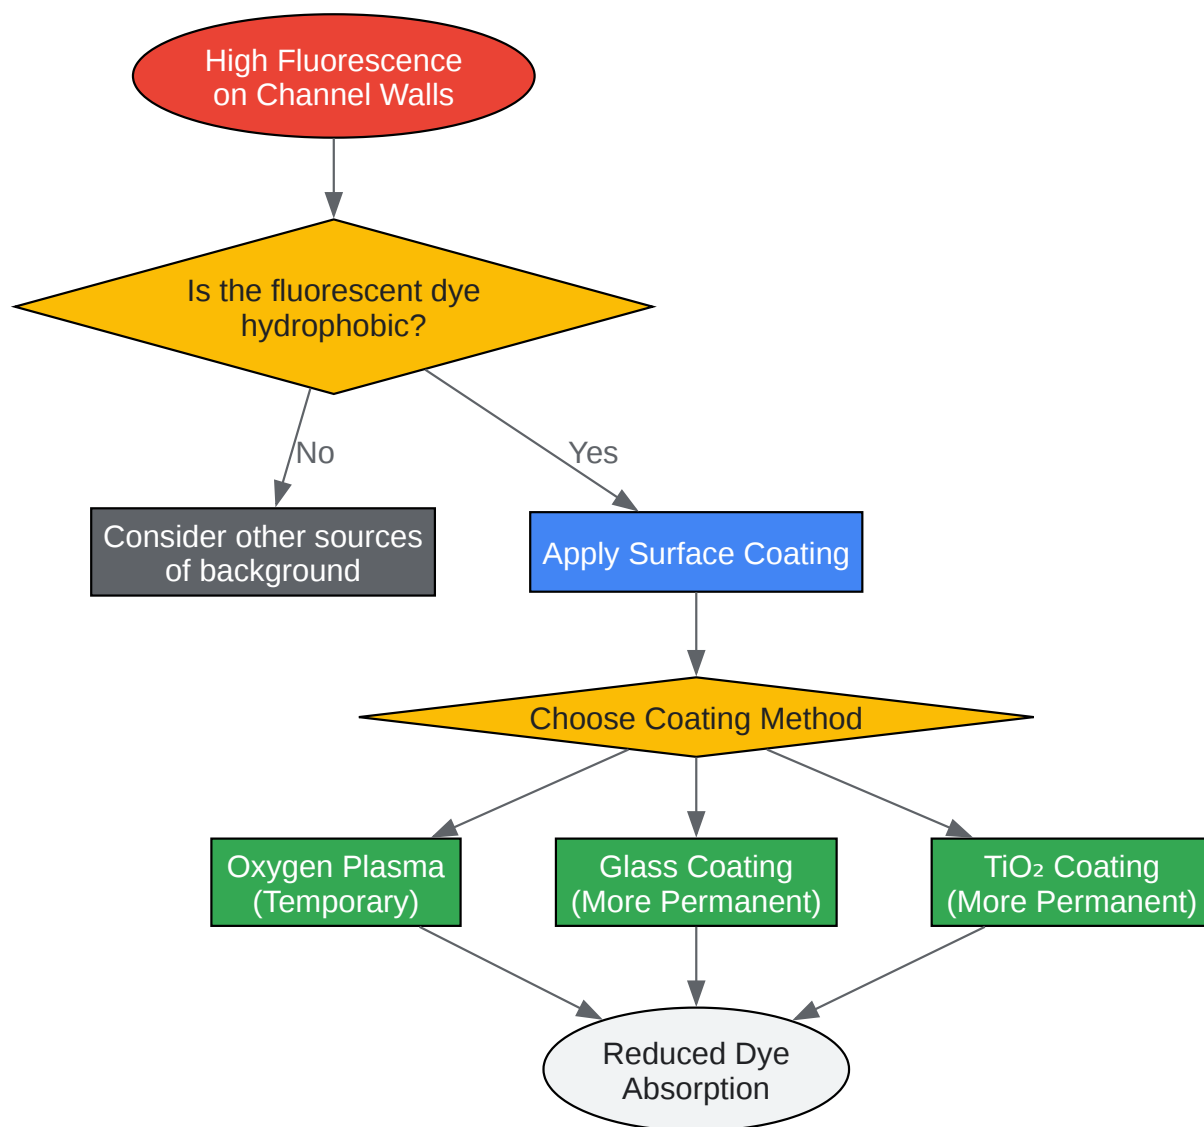 High Fluorescence
on Channel Walls
Is the fluorescent dye
hydrophobic?
No
Yes
Consider other sources
of background
Apply Surface Coating
Choose Coating Method
Oxygen Plasma
(Temporary)
Glass Coating
(More Permanent)
TiO₂ Coating
(More Permanent)
Reduced Dye
Absorption